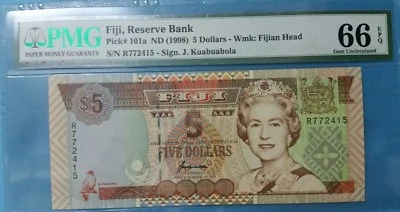 PMG
PAPER MONEY GUARANTY
Fiji, Reserve Bank
Pick# 101a ND (1998) 5 Dollars - Wmk: Fijian Head
S/N R772415 - Sign. J. Kuabuabola
66 EPQ
Gem Uncirculated
FIJI
$5
R772415
5
FIVE DOLLARS
R772415